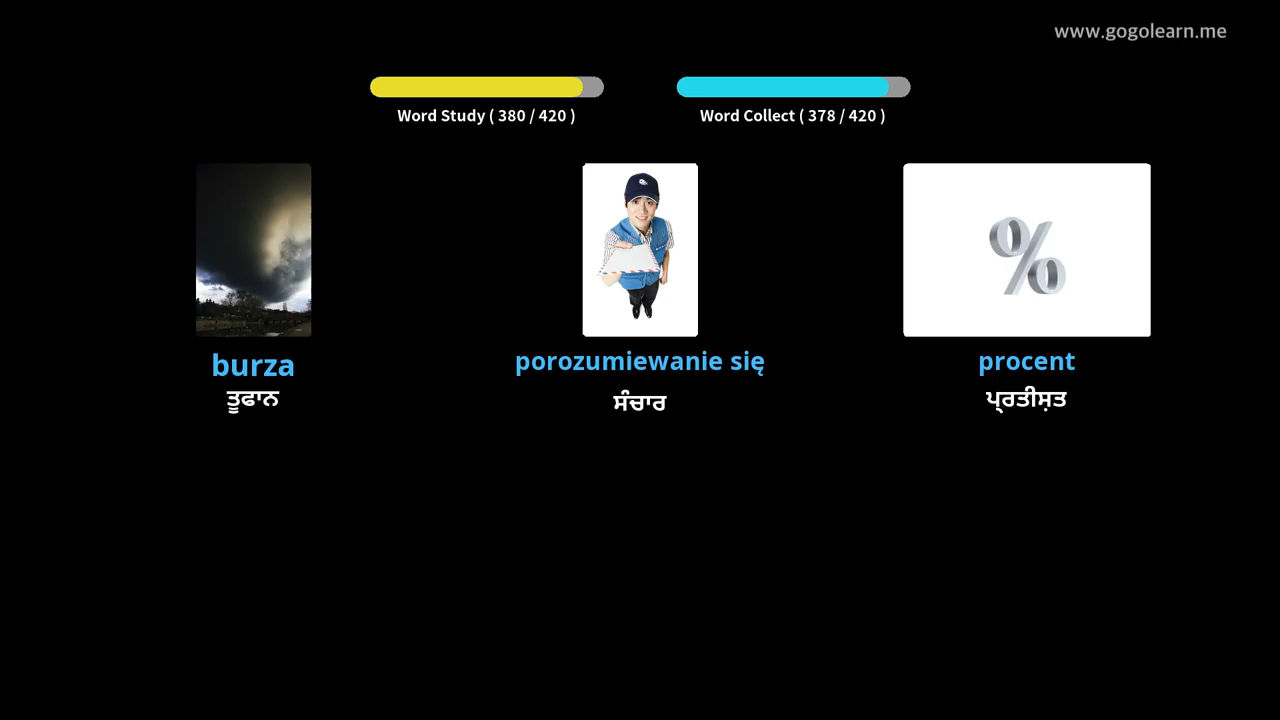 www.gogolearn.me
Word Study ( 380 / 420 )
Word Collect ( 378 / 420 )
burza
porozumiewanie się
procent
ਤੂਫਾਨ
ਸੰਚਾਰ
ਪ੍ਰਤੀਸ਼ਤ